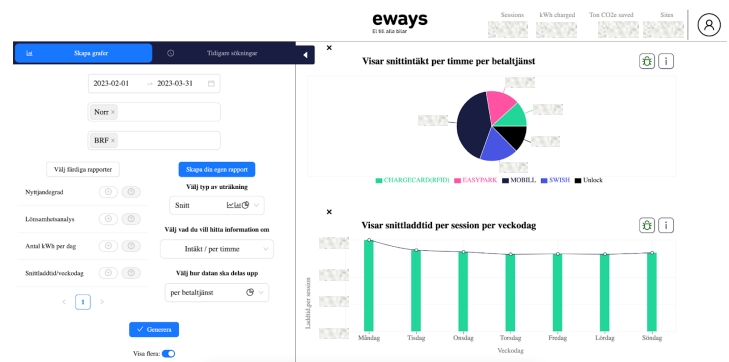 eways
El till alla bilar
Sessions
kWh charged
Ton CO2e saved
Sites
Skapa grafer
Tidigare sökningar
2023-02-01 → 2023-03-31
Norr ×
BRF ×
Välj färdiga rapporter
Skapa din egen rapport
Nyttjandegrad
Lönsamhetsanalys
Antal kWh per dag
Snittladdtid/veckodag
< 1 >
Välj typ av uträkning
Snitt
Välj vad du vill hitta information om
Intäkt / per timme
Välj hur datan ska delas upp
per betaltjänst
✓ Generera
Visa flera:
×
Visar snittintäkt per timme per betaltjänst
i
CHARGECARD(RFID) EASYPARK MOBILL SWISH Unlock
×
Visar snittladdtid per session per veckodag
i
Laddtid,per session
Måndag Tisdag Onsdag Torsdag Fredag Lördag Söndag
Veckodag